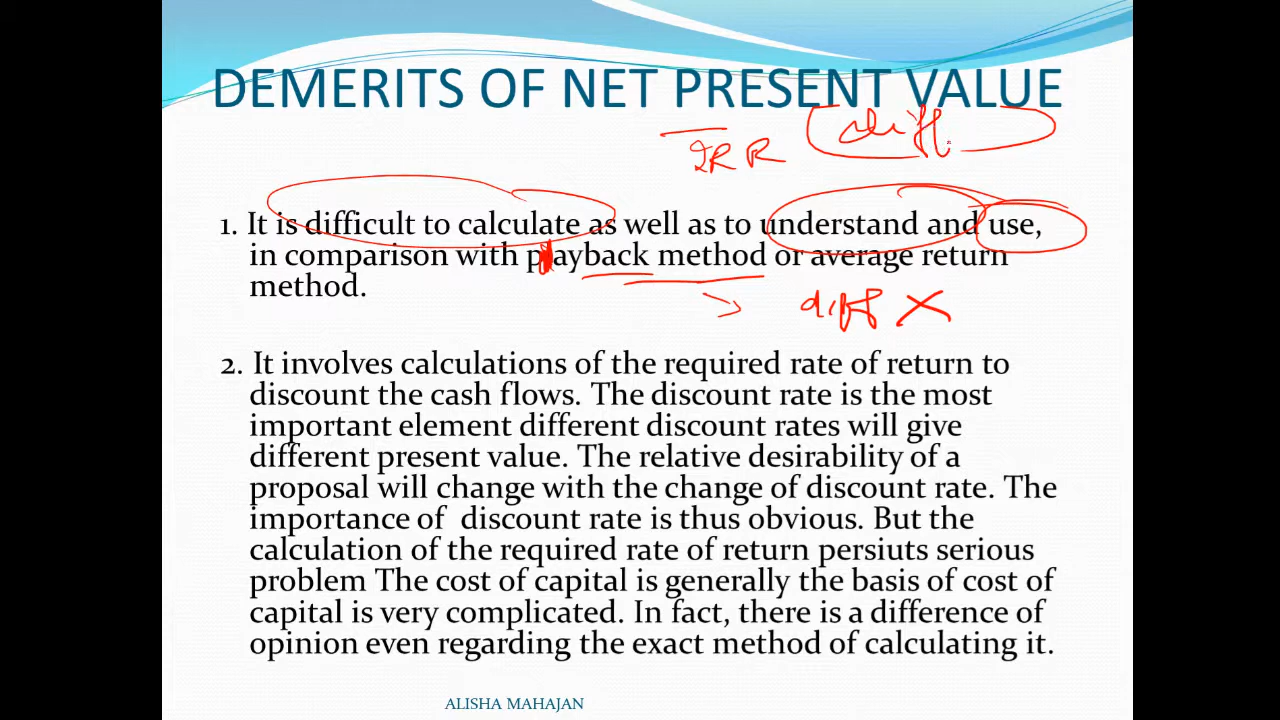 DEMERITS OF NET PRESENT VALUE
IRR diff
1. It is difficult to calculate as well as to understand and use,
in comparison with playback method or average return
method.
diff X
2. It involves calculations of the required rate of return to
discount the cash flows. The discount rate is the most
important element different discount rates will give
different present value. The relative desirability of a
proposal will change with the change of discount rate. The
importance of discount rate is thus obvious. But the
calculation of the required rate of return persiuts serious
problem The cost of capital is generally the basis of cost of
capital is very complicated. In fact, there is a difference of
opinion even regarding the exact method of calculating it.
ALISHA MAHAJAN